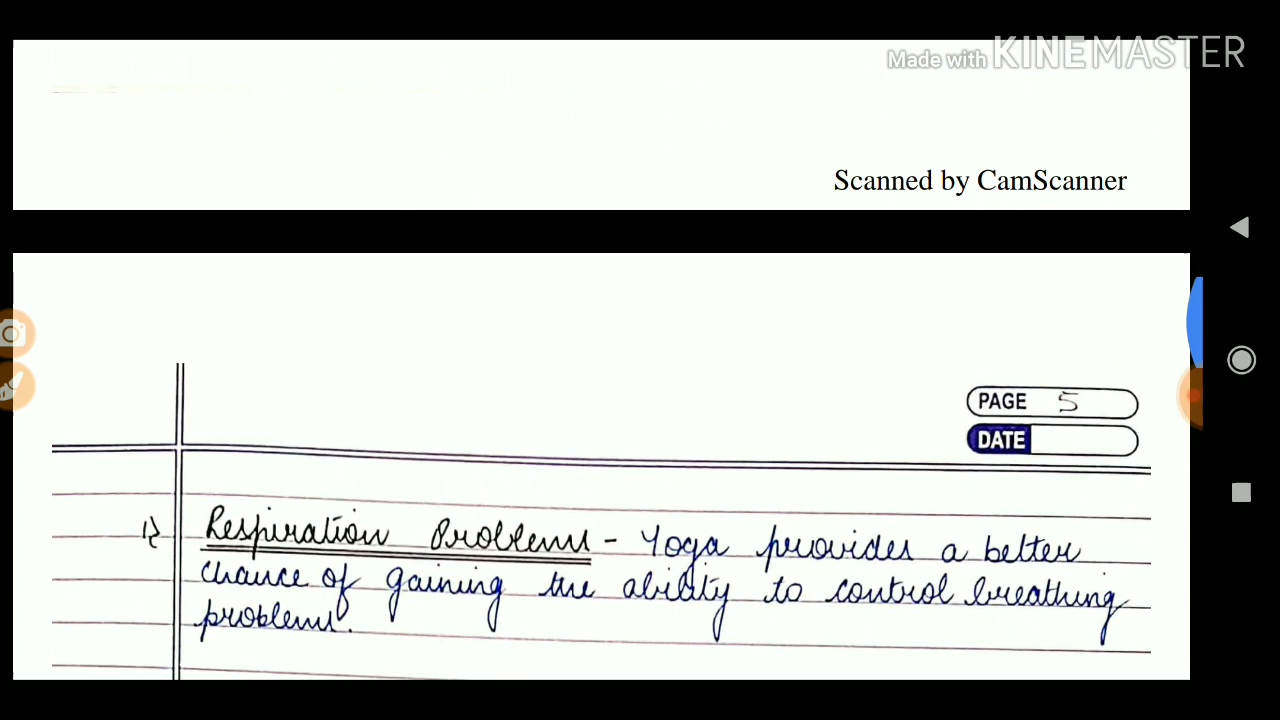 Made with KINEMASTER
Scanned by CamScanner
PAGE 5
DATE
1) Respiration Problems - Yoga provides a better
chance of gaining the ability to control breathing
problems.